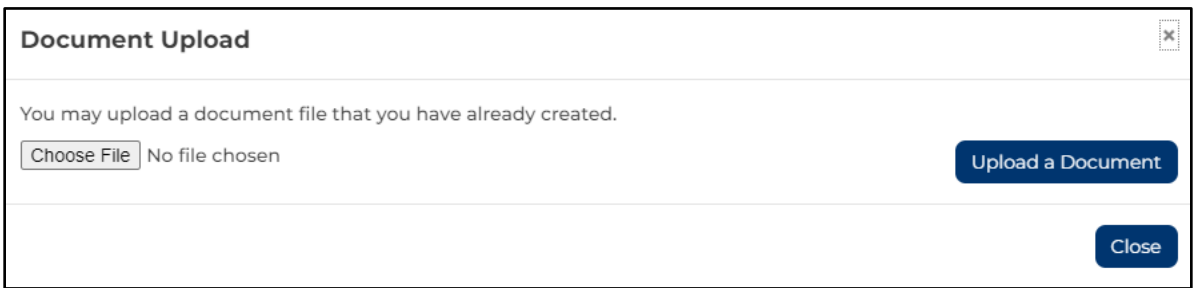 Document Upload
×
You may upload a document file that you have already created.
Choose File No file chosen
Upload a Document
Close